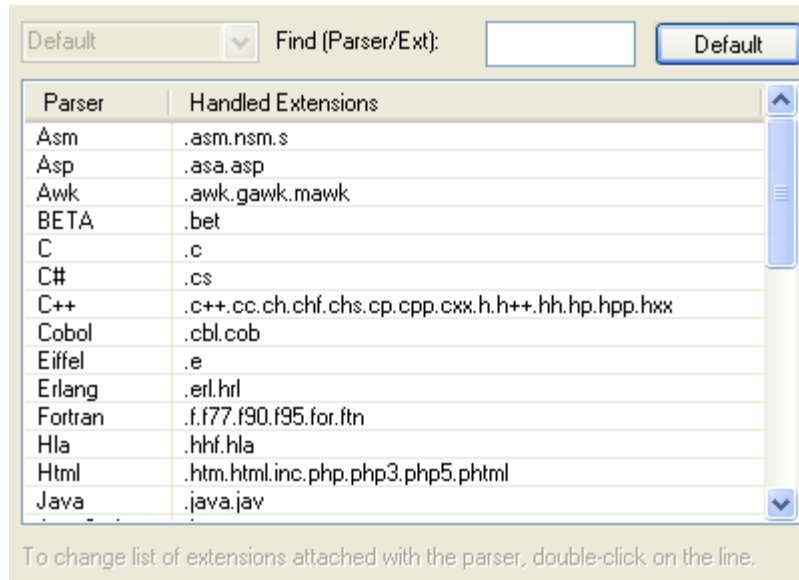 Default Find (Parser/Ext): Default
Parser Handled Extensions
Asm .asm.nsm.s
Asp .asa.asp
Awk .awk.gawk.mawk
BETA .bet
C .c
C# .cs
C++ .c++.cc.ch.chf.chs.cp.cpp.cxx.h.h++.hh.hp.hpp.hxx
Cobol .cbl.cob
Eiffel .e
Erlang .erl.hrl
Fortran .f.f77.f90.f95.for.ftn
Hla .hhf.hla
Html .htm.html.inc.php.php3.php5.phtml
Java .java.jav
To change list of extensions attached with the parser, double-click on the line.